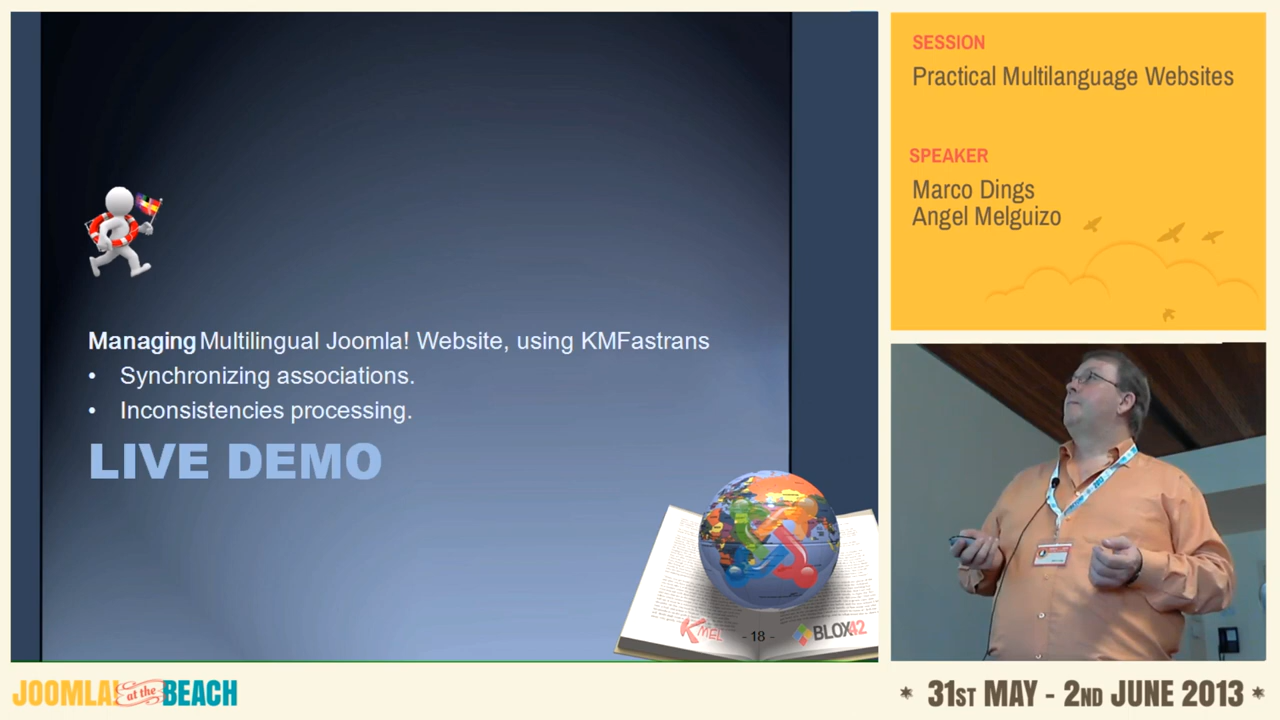 Managing Multilingual Joomla! Website, using KMFastrans
• Synchronizing associations.
• Inconsistencies processing.
LIVE DEMO
KMEL
- 18 -
BLOX42
SESSION
Practical Multilanguage Websites
SPEAKER
Marco Dings
Angel Melguizo
JOOMLA! at the BEACH
* 31ST MAY - 2ND JUNE 2013 *